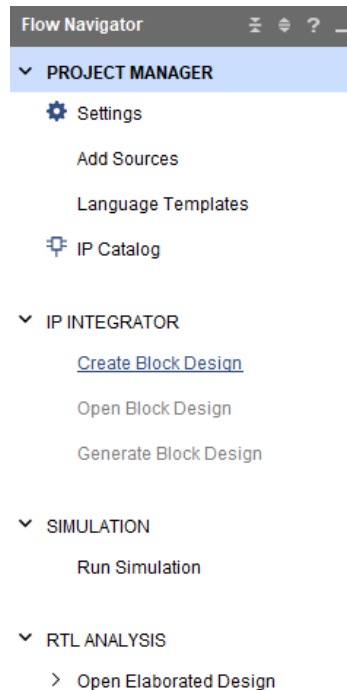 Flow Navigator ?
PROJECT MANAGER
Settings
Add Sources
Language Templates
IP Catalog
IP INTEGRATOR
Create Block Design
Open Block Design
Generate Block Design
SIMULATION
Run Simulation
RTL ANALYSIS
Open Elaborated Design